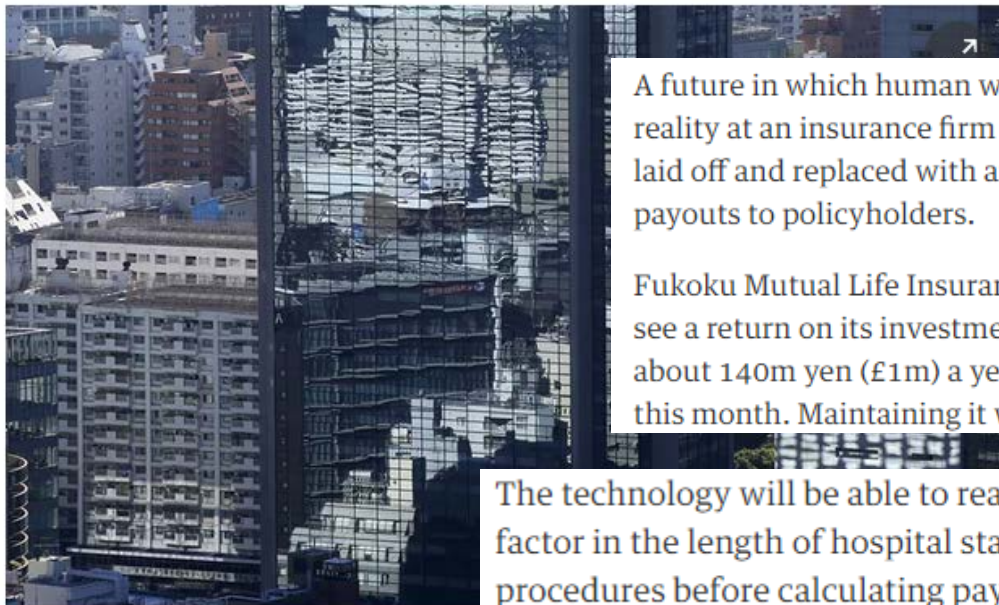 A future in which human w
reality at an insurance firm
laid off and replaced with a
payouts to policyholders.
Fukoku Mutual Life Insuran
see a return on its investme
about 140m yen (£1m) a ye
this month. Maintaining it w
The technology will be able to rea
factor in the length of hospital sta
procedures before calculating pay